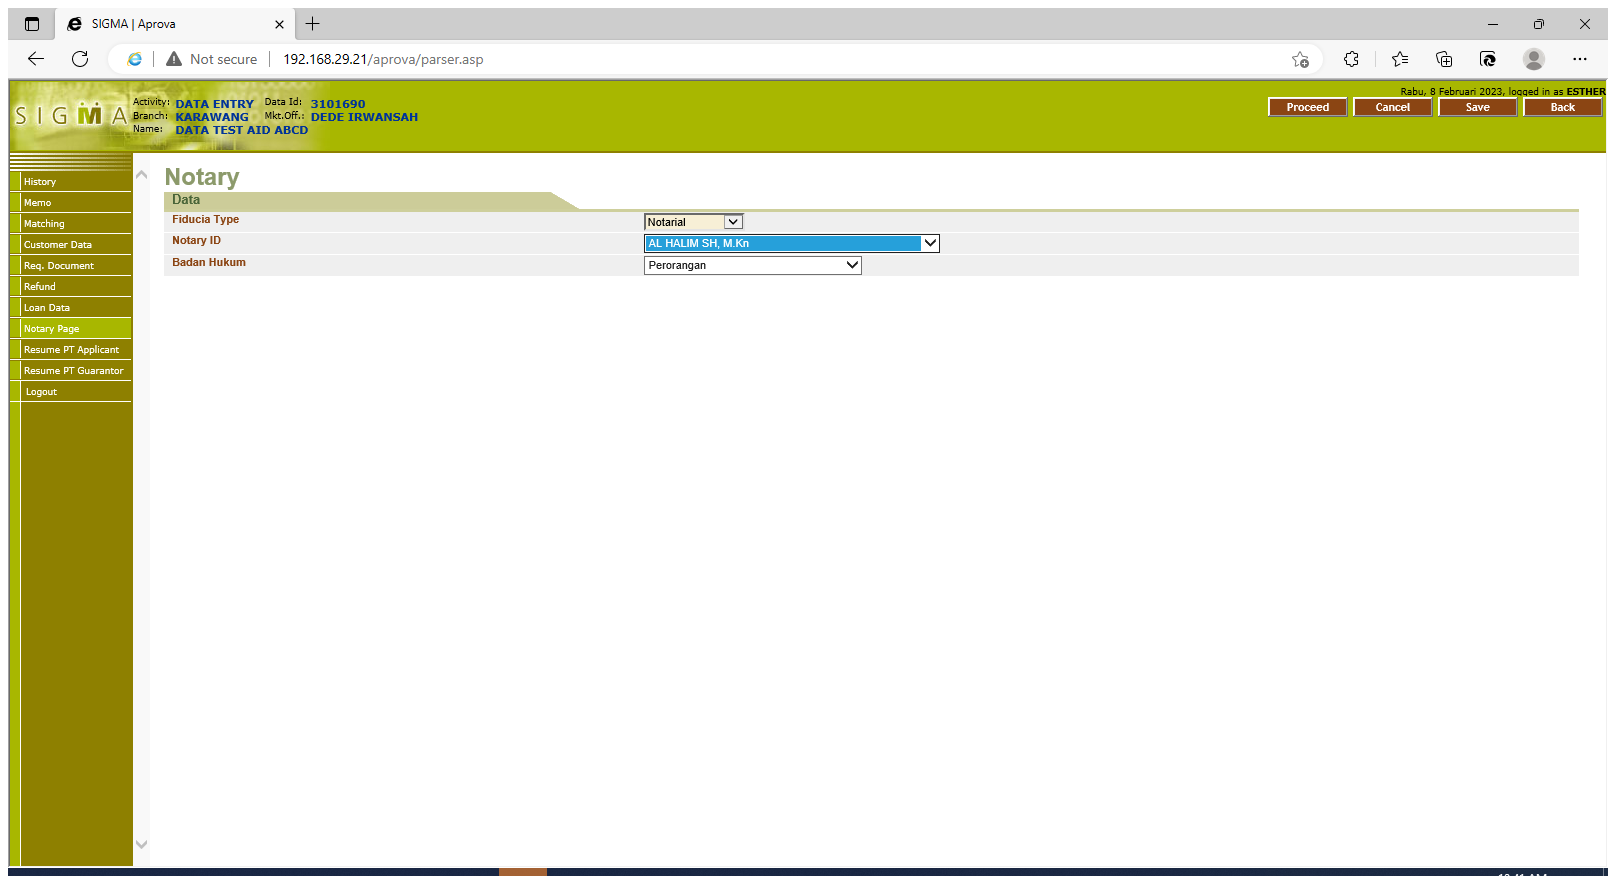 SIGMA | Aprova
Not secure
192.168.29.21/aprova/parser.asp
SIGMA
Activity: DATA ENTRY Data Id: 3101690
Branch: KARAWANG Mkt.Off.: DEDE IRWANSAH
Name: DATA TEST AID ABCD
Rabu, 8 Februari 2023, logged in as ESTHER
Proceed Cancel Save Back
History
Memo
Matching
Customer Data
Req. Document
Refund
Loan Data
Notary Page
Resume PT Applicant
Resume PT Guarantor
Logout
Notary
Data
Fiducia Type Notarial
Notary ID AL HALIM SH, M.Kn
Badan Hukum Perorangan